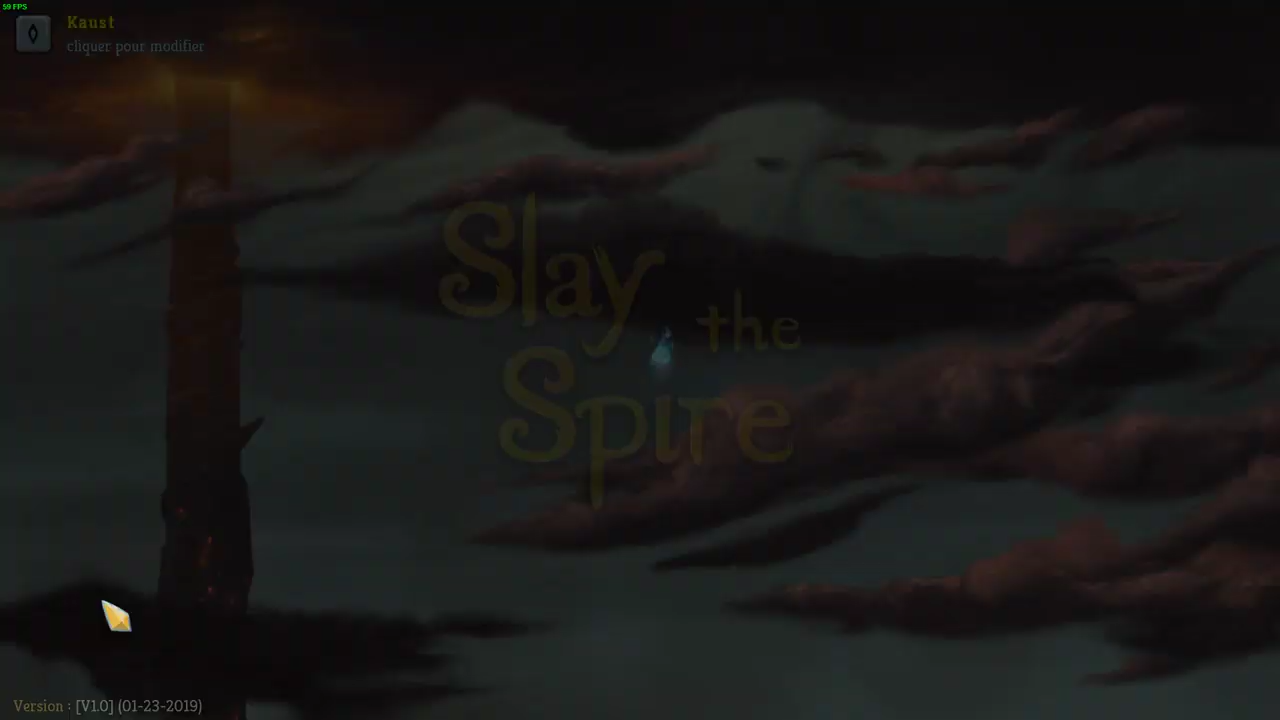 59 FPS
Kaust
cliquer pour modifier
Slay
the
Spire
Version : [V1.0] (01-23-2019)